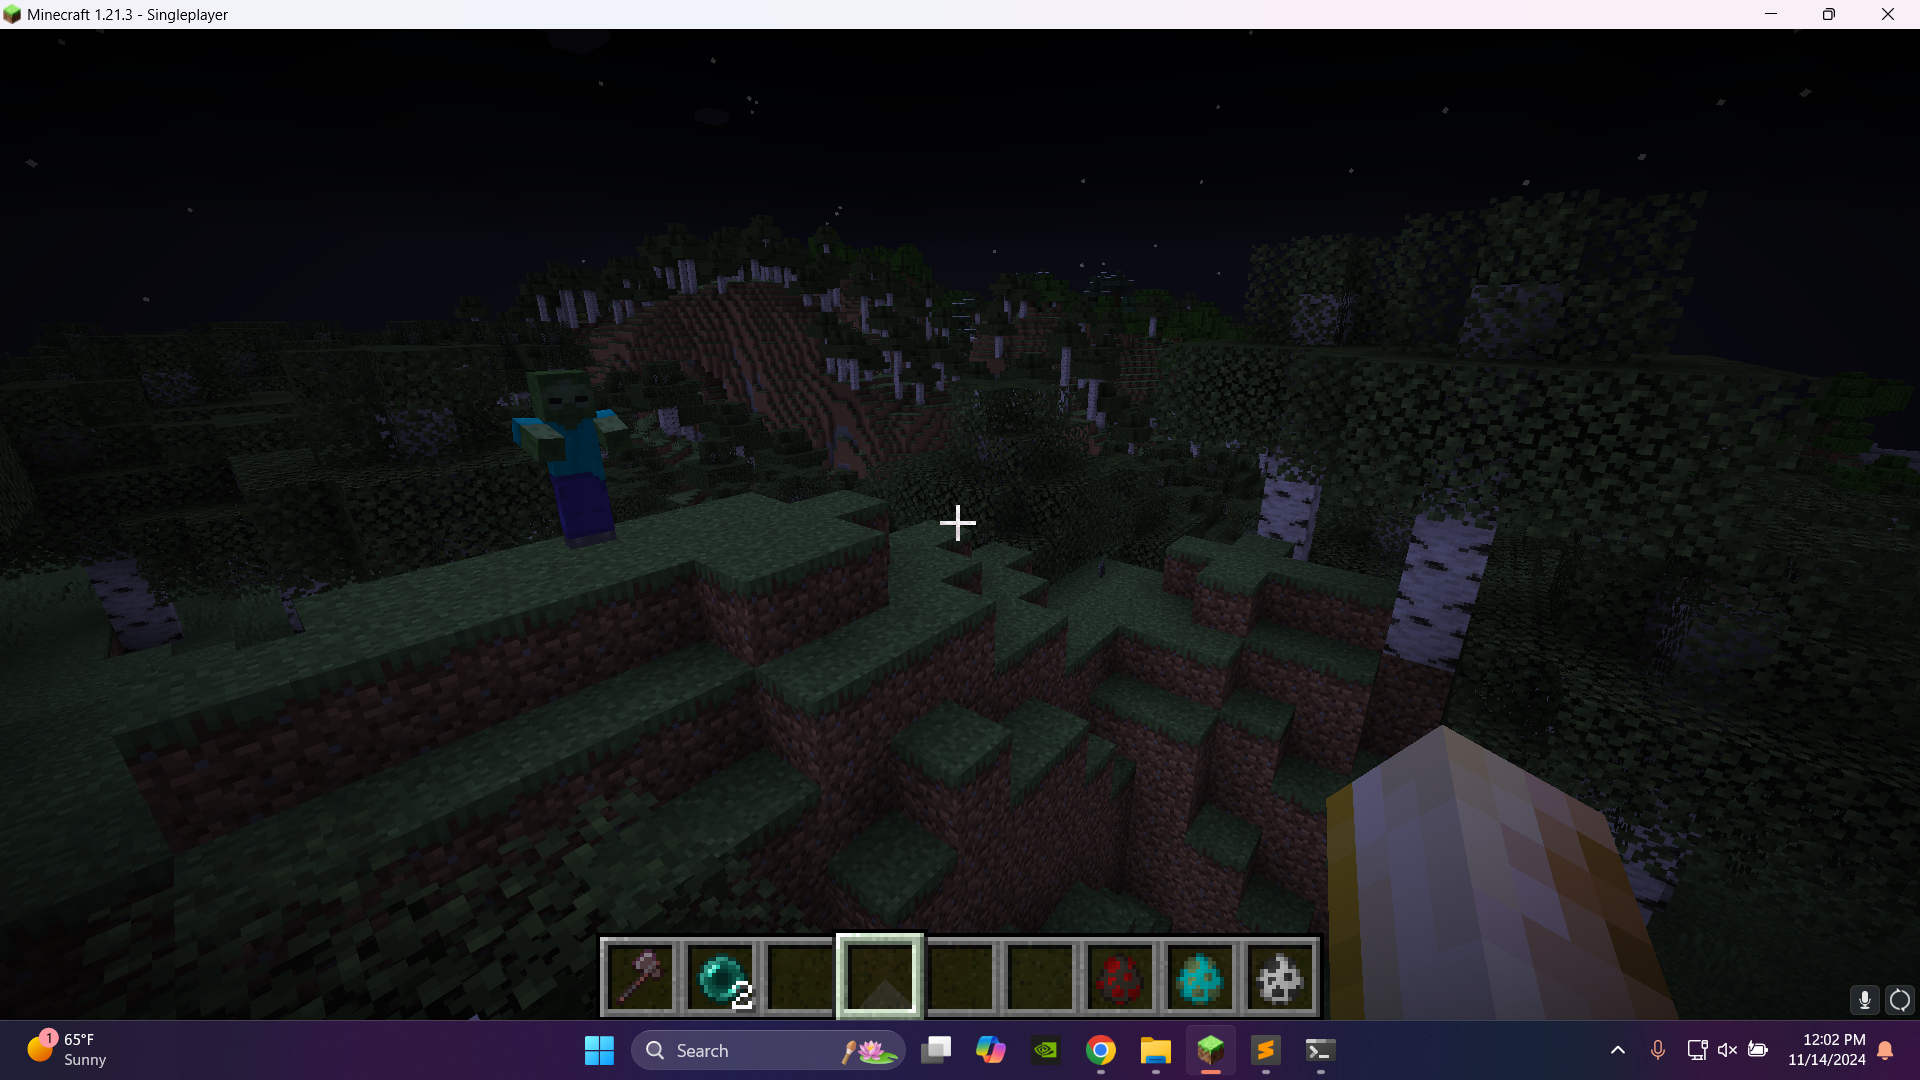 Minecraft 1.21.3 - Singleplayer
2
1
65°F
Sunny
Search
12:02 PM
11/14/2024